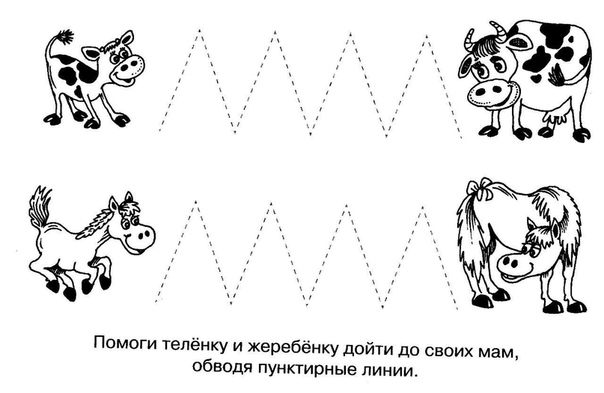 Помоги телёнку и жеребёнку дойти до своих мам,
обводя пунктирные линии.